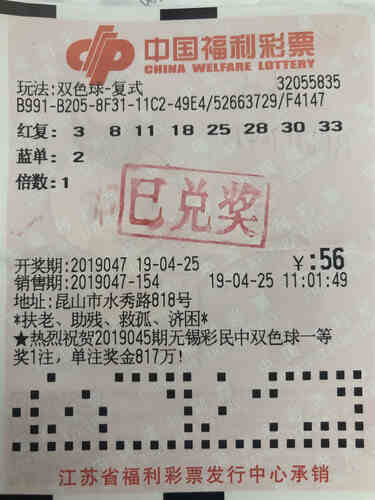 中国福利彩票
CHINA WELFARE LOTTERY
玩法:双色球-复式 32055835
B991-B205-8F31-11C2-49E4/52663729/F4147
红复: 3 8 11 18 25 28 30 33
蓝单: 2
倍数:1
已兑奖
开奖期:2019047 19-04-25 ¥:56
销售期:2019047-154 19-04-25 11:01:49
地址:昆山市水秀路818号
*扶老、助残、救孤、济困*
★热烈祝贺2019045期无锡彩民中双色球一等
奖1注,单注奖金817万!
江苏省福利彩票发行中心承销